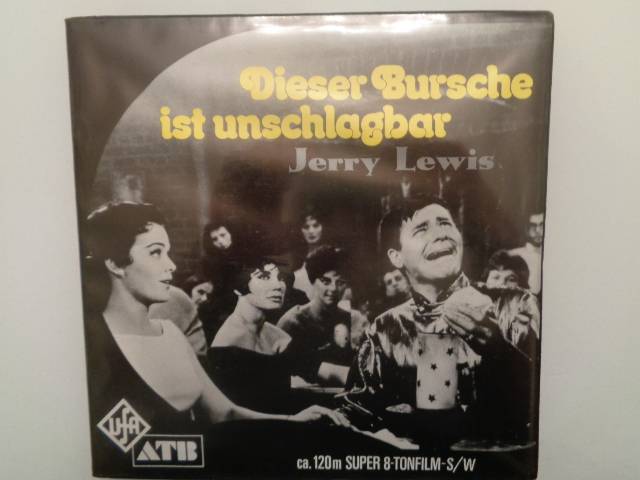 Dieser Bursche
ist unschlagbar
Jerry Lewis
UfA
ATB
ca. 120m SUPER 8-TONFILM-S/W